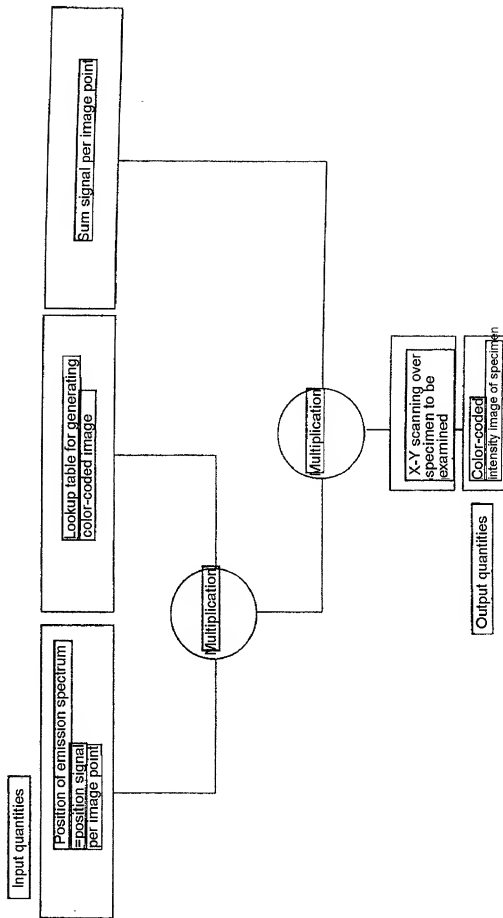 Input quantities
Position of emission spectrum
=position signal
per image point
Lookup table for generating
color-coded image
Sum signal per image point
Multiplication
Multiplication
X-Y scanning over
specimen to be
examined
Color-coded
intensity image of specimen
Output quantities